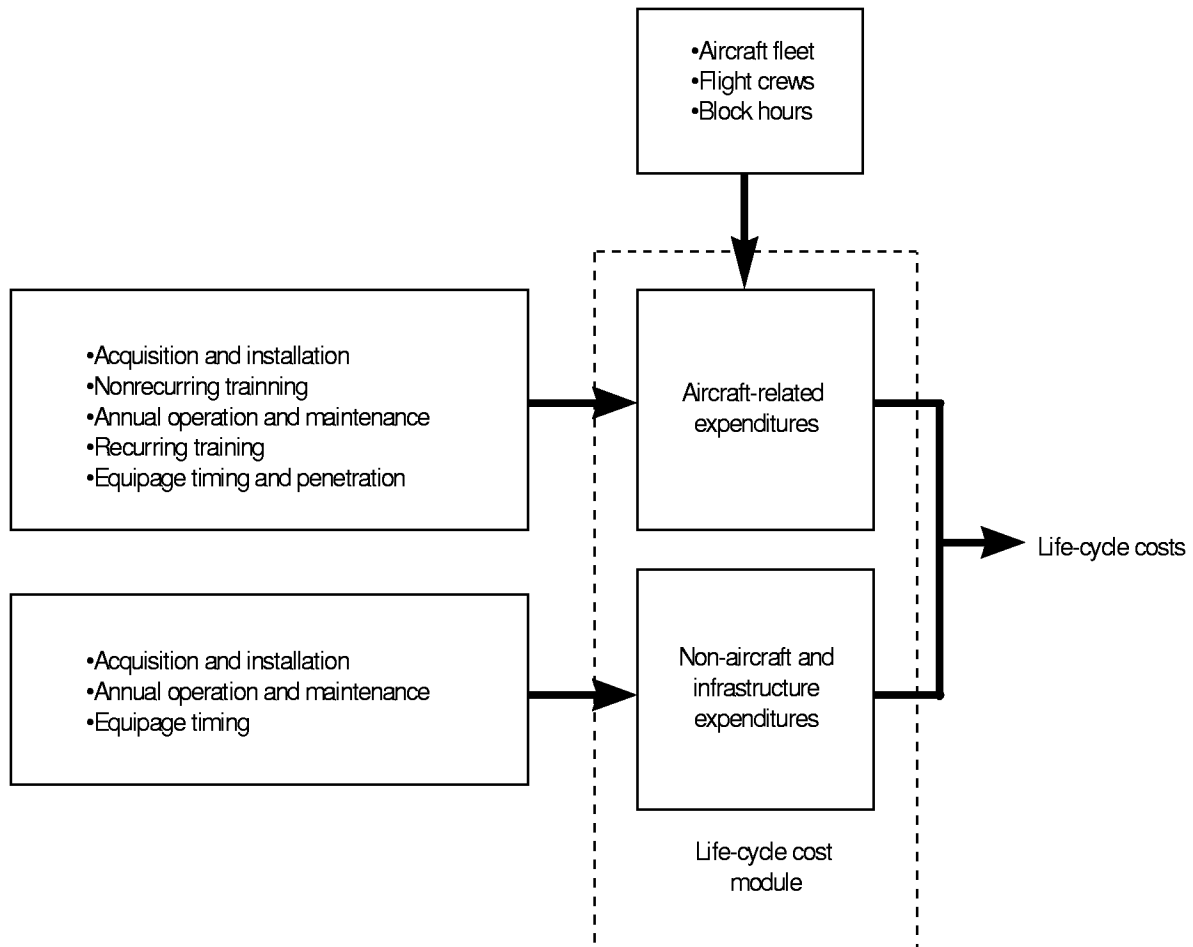 •Aircraft fleet
•Flight crews
•Block hours
•Acquisition and installation
•Nonrecurring trainning
•Annual operation and maintenance
•Recurring training
•Equipage timing and penetration
Aircraft-related
expenditures
Life-cycle costs
•Acquisition and installation
•Annual operation and maintenance
•Equipage timing
Non-aircraft and
infrastructure
expenditures
Life-cycle cost
module